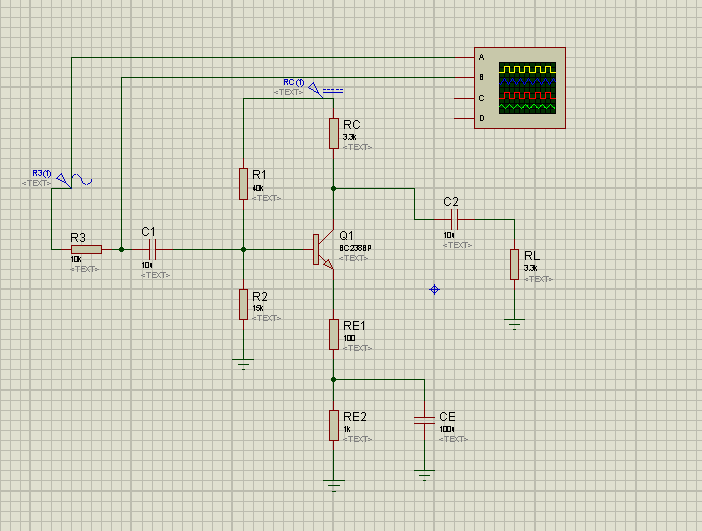 A
B
C
D
RC(1)
<TEXT>
RC
3.3k
<TEXT>
R3(1)
<TEXT>
R1
<TEXT>
R3
10k
<TEXT>
C1
10u
<TEXT>
Q1
BC238BP
<TEXT>
C2
10u
<TEXT>
RL
3.3k
<TEXT>
R2
15k
<TEXT>
RE1
100
<TEXT>
RE2
1k
<TEXT>
CE
100u
<TEXT>